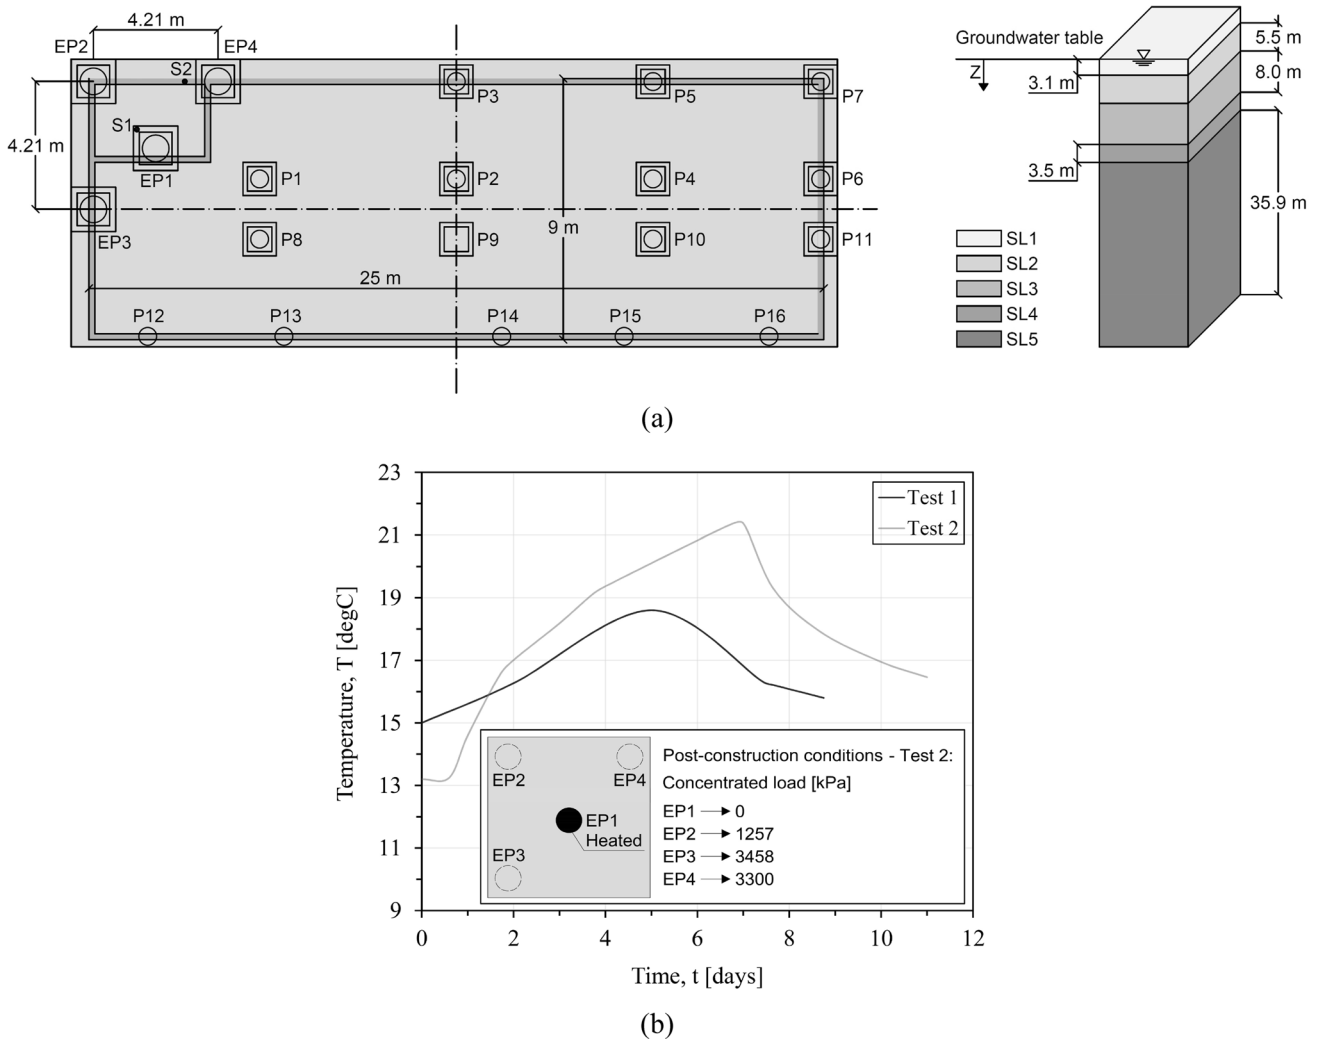 4.21 m
EP2
EP4
S2
P3
P5
P7
4.21 m
S1
EP1
P1
P2
P4
P6
EP3
P8
9 m
P9
P10
P11
25 m
P12
P13
P14
P15
P16
Groundwater table
Z
3.1 m
5.5 m
8.0 m
3.5 m
35.9 m
SL1
SL2
SL3
SL4
SL5
(a)
23
21
19
17
15
13
11
9
Temperature, T [degC]
Test 1
Test 2
EP2
EP4
EP1
Heated
EP3
Post-construction conditions - Test 2:
Concentrated load [kPa]
EP1 → 0
EP2 → 1257
EP3 → 3458
EP4 → 3300
0 2 4 6 8 10 12
Time, t [days]
(b)